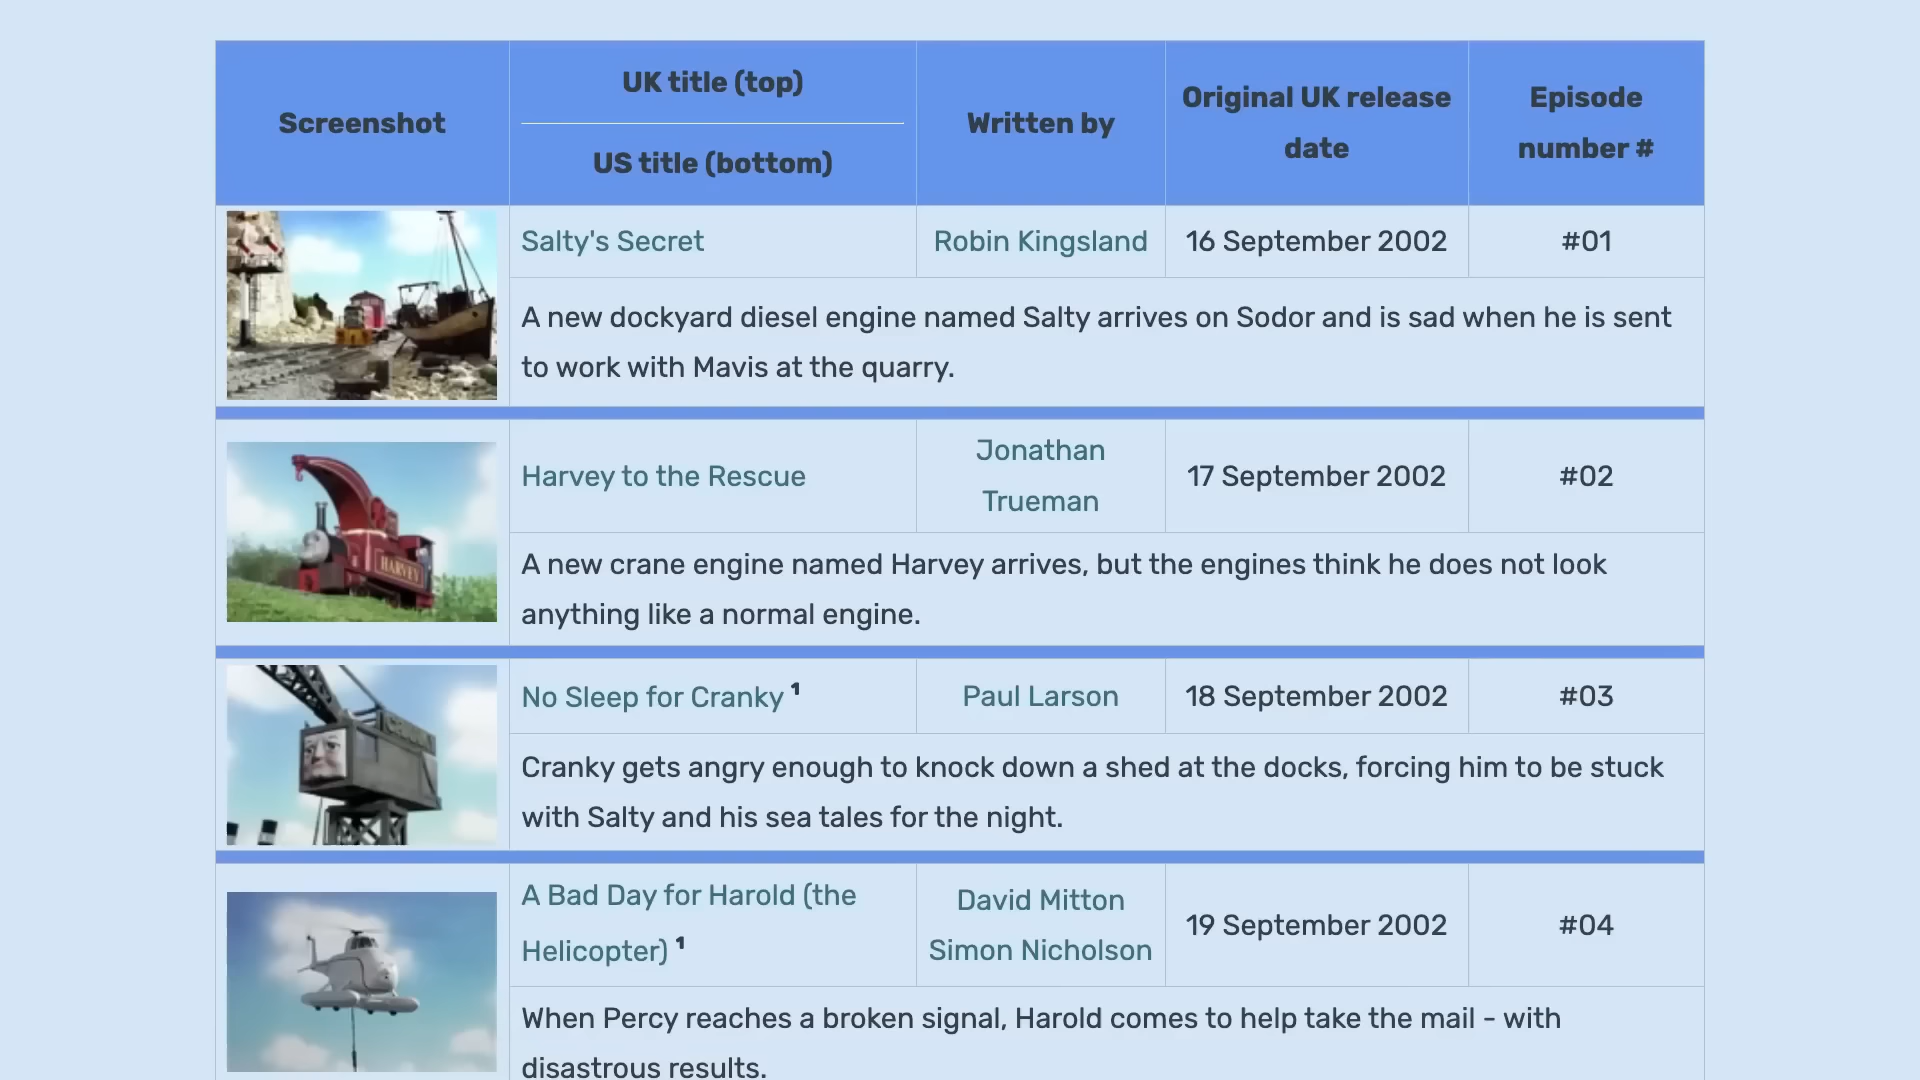 Screenshot
UK title (top)
US title (bottom)
Written by
Original UK release
date
Episode
number #
Salty's Secret
Robin Kingsland
16 September 2002
#01
A new dockyard diesel engine named Salty arrives on Sodor and is sad when he is sent
to work with Mavis at the quarry.
HARVEY
Harvey to the Rescue
Jonathan
Trueman
17 September 2002
#02
A new crane engine named Harvey arrives, but the engines think he does not look
anything like a normal engine.
CRANKY
No Sleep for Cranky 1
Paul Larson
18 September 2002
#03
Cranky gets angry enough to knock down a shed at the docks, forcing him to be stuck
with Salty and his sea tales for the night.
A Bad Day for Harold (the
Helicopter) 1
David Mitton
Simon Nicholson
19 September 2002
#04
When Percy reaches a broken signal, Harold comes to help take the mail - with
disastrous results.